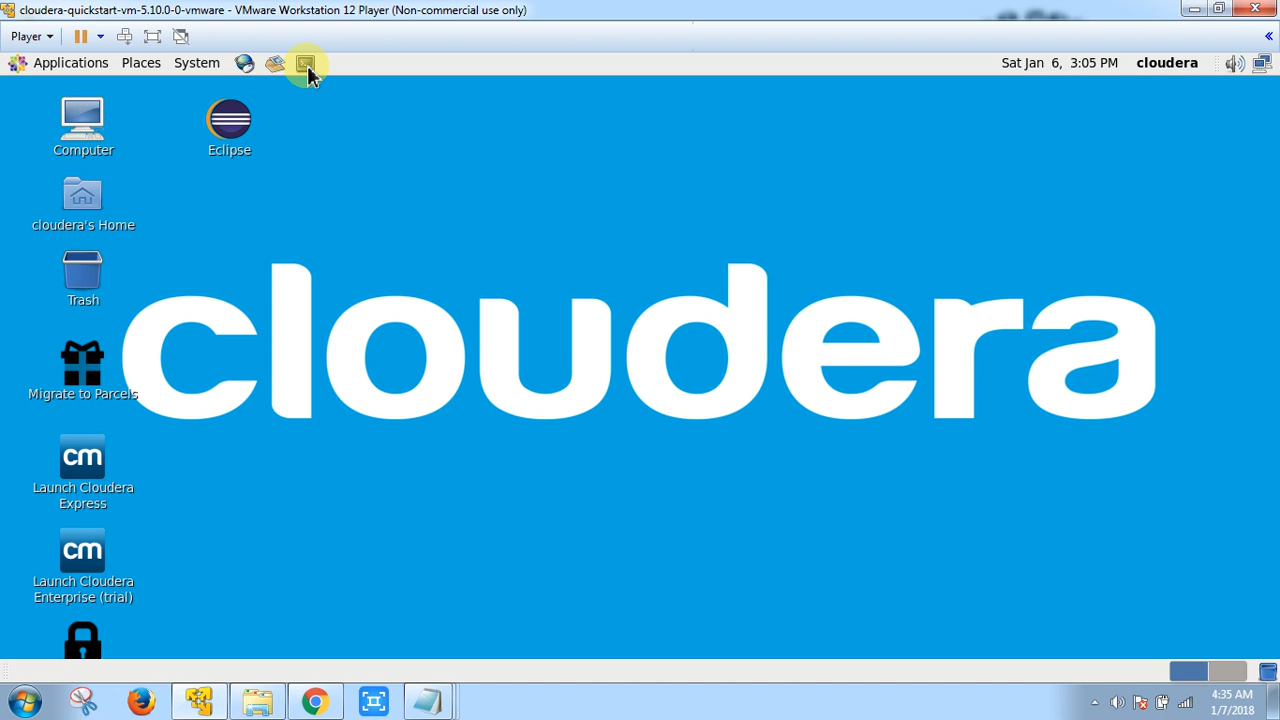 cloudera-quickstart-vm-5.10.0-0-vmware - VMware Workstation 12 Player (Non-commercial use only)
Player
«
Applications Places System Sat Jan 6, 3:05 PM cloudera
Computer
Eclipse
cloudera's Home
Trash
cloudera
Migrate to Parcels
cm
Launch Cloudera
Express
cm
Launch Cloudera
Enterprise (trial)
4:35 AM
1/7/2018